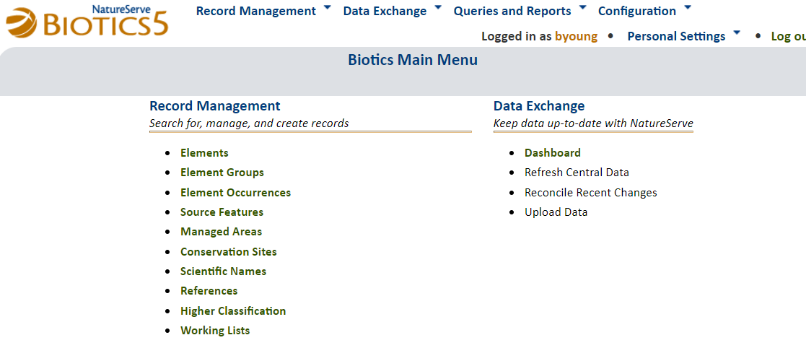 NatureServe
BIOTICS 5
Record Management Data Exchange Queries and Reports Configuration
Logged in as byoung • Personal Settings • Log ou
Biotics Main Menu
Record Management
Search for, manage, and create records
• Elements
• Element Groups
• Element Occurrences
• Source Features
• Managed Areas
• Conservation Sites
• Scientific Names
• References
• Higher Classification
• Working Lists
Data Exchange
Keep data up-to-date with NatureServe
• Dashboard
• Refresh Central Data
• Reconcile Recent Changes
• Upload Data